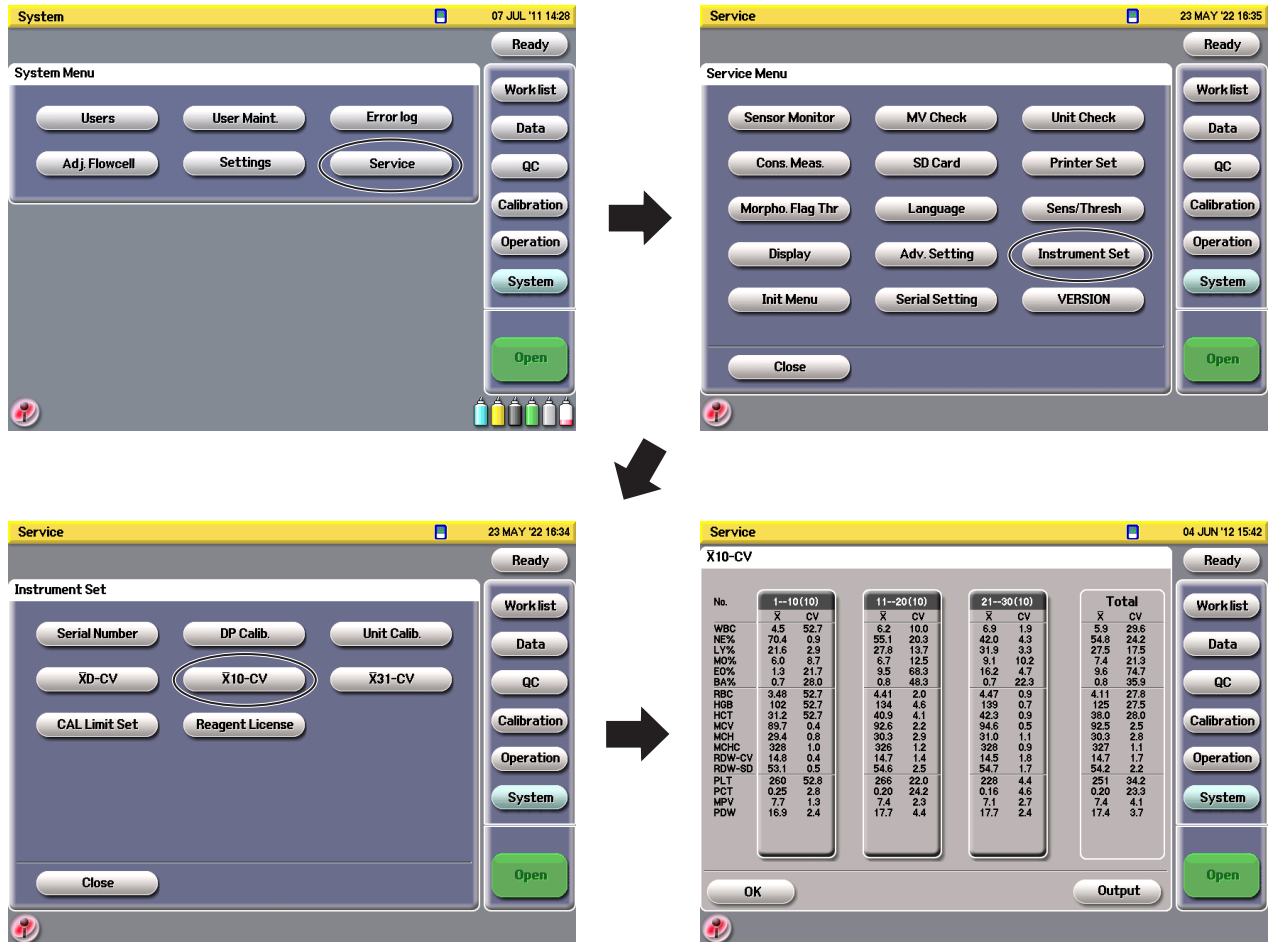 System 07 JUL '11 14:28
Ready
System Menu
Users User Maint. Error log
Adj. Flowcell Settings Service
Work list
Data
QC
Calibration
Operation
System
Open
Service 23 MAY '22 16:35
Ready
Service Menu
Sensor Monitor MV Check Unit Check
Cons. Meas. SD Card Printer Set
Morpho. Flag Thr Language Sens/Thresh
Display Adv. Setting Instrument Set
Init Menu Serial Setting VERSION
Close
Work list
Data
QC
Calibration
Operation
System
Open
Service 23 MAY '22 16:34
Ready
Instrument Set
Serial Number DP Calib. Unit Calib.
X̄D-CV X̄10-CV X̄31-CV
CAL Limit Set Reagent License
Close
Work list
Data
QC
Calibration
Operation
System
Open
Service 04 JUN '12 15:42
Ready
X̄10-CV
No. 1--10(10) 11--20(10) 21--30(10) Total
X̄ CV X̄ CV X̄ CV X̄ CV
WBC 4.5 52.7 6.2 10.0 6.9 1.9 5.9 29.6
NE% 70.4 0.9 55.1 20.3 42.0 4.3 54.8 24.2
LY% 21.6 2.9 27.8 13.7 31.9 3.3 27.5 17.5
MO% 6.0 8.7 6.7 12.5 9.1 10.2 7.4 21.3
EO% 1.3 21.7 9.5 68.3 16.2 4.7 9.6 74.7
BA% 0.7 28.0 0.8 48.3 0.7 22.3 0.8 35.9
RBC 3.48 52.7 4.41 2.0 4.47 0.9 4.11 27.8
HGB 102 52.7 134 4.6 139 0.7 125 27.5
HCT 31.2 52.7 40.9 4.1 42.3 0.9 38.0 28.0
MCV 89.7 0.4 92.6 2.2 94.6 0.5 92.5 2.5
MCH 29.4 0.8 30.3 2.9 31.0 1.1 30.3 2.8
MCHC 328 1.0 326 1.2 328 0.9 327 1.1
RDW-CV 14.8 0.4 14.7 1.4 14.5 1.8 14.7 1.7
RDW-SD 53.1 0.5 54.6 2.5 54.7 1.7 54.2 2.2
PLT 260 52.8 266 22.0 228 4.4 251 34.2
PCT 0.25 2.8 0.20 24.2 0.16 4.6 0.20 23.3
MPV 7.7 1.3 7.4 2.3 7.1 2.7 7.4 4.1
PDW 16.9 2.4 17.7 4.4 17.7 2.4 17.4 3.7
OK Output
Work list
Data
QC
Calibration
Operation
System
Open